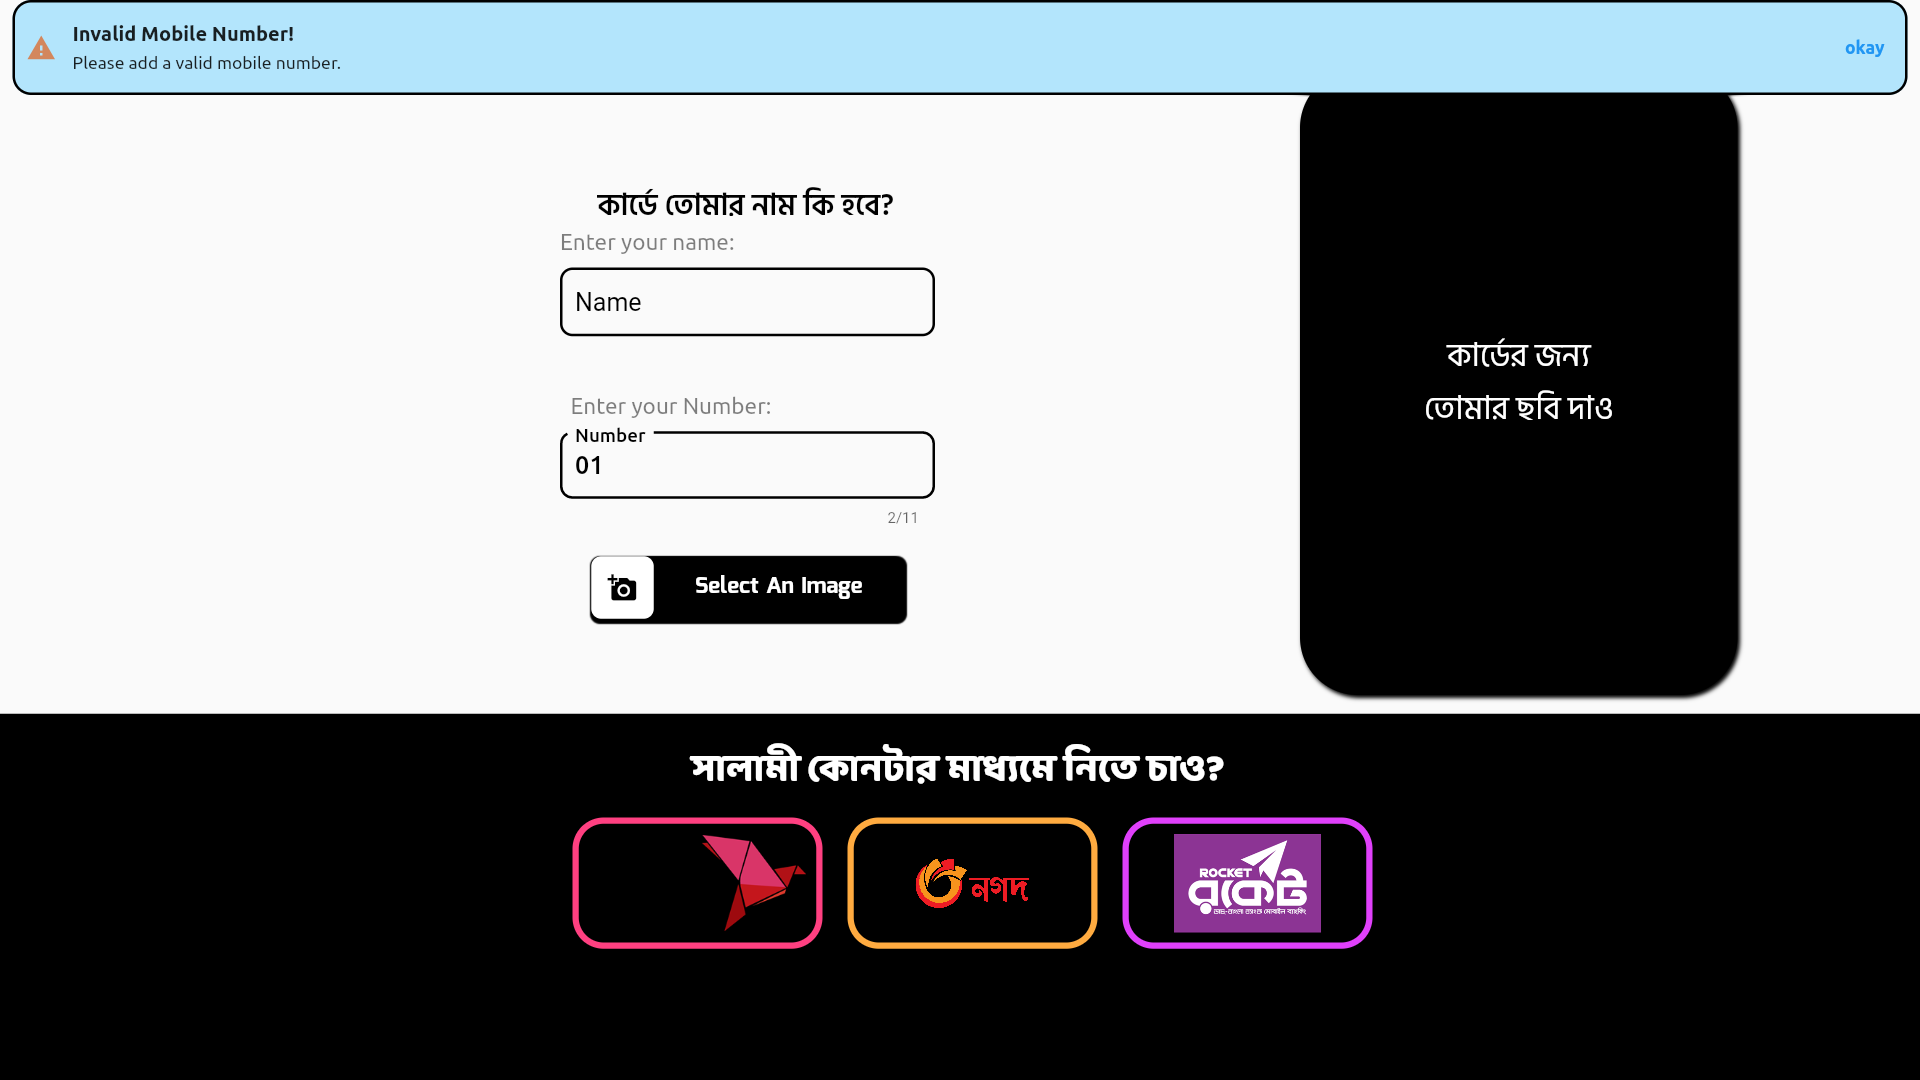 Invalid Mobile Number!
Please add a valid mobile number.
okay
কার্ডে তোমার নাম কি হবে?
Enter your name:
Name
Enter your Number:
Number
01
2/11
Select An Image
কার্ডের জন্য
তোমার ছবি দাও
সালামী কোনটার মাধ্যমে নিতে চাও?
নগদ
ROCKET
রকেট